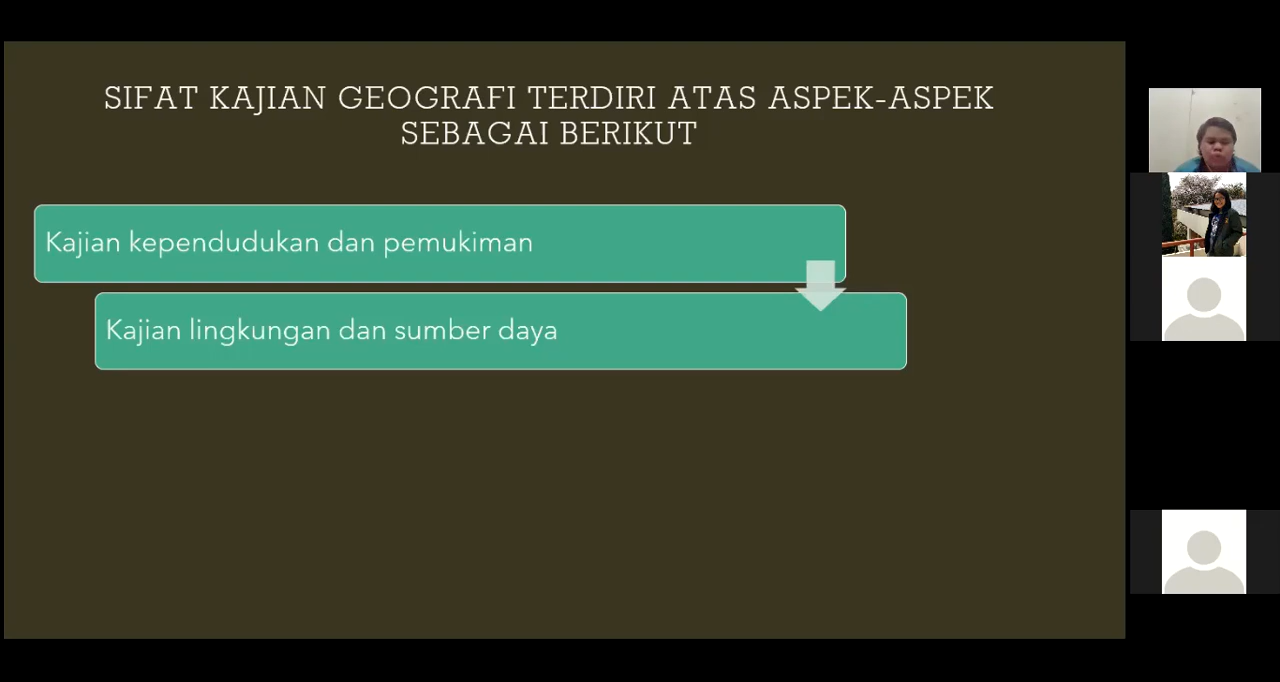 SIFAT KAJIAN GEOGRAFI TERDIRI ATAS ASPEK-ASPEK
SEBAGAI BERIKUT
Kajian kependudukan dan pemukiman
Kajian lingkungan dan sumber daya